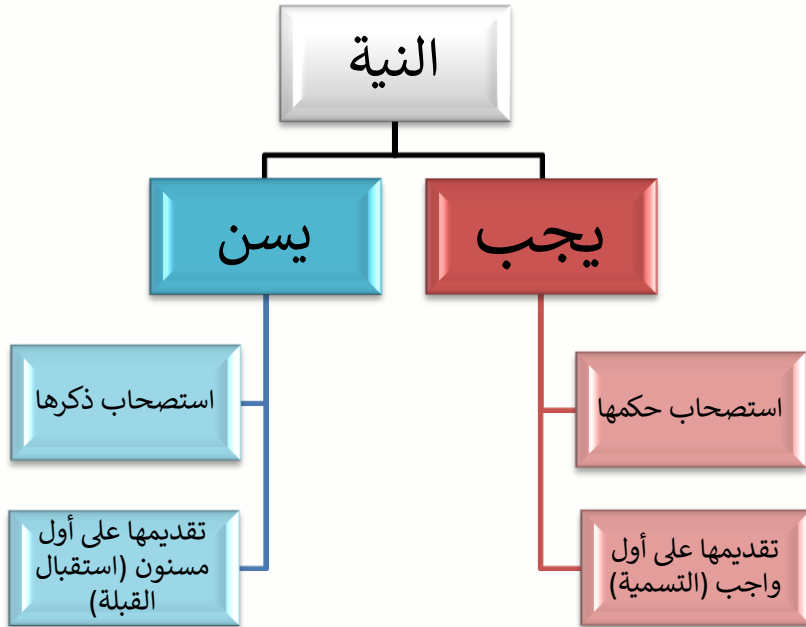 النية
يجب
يسن
استصحاب حكمها
استصحاب ذكرها
تقديمها على أول
واجب (التسمية)
تقديمها على أول
مسنون (استقبال
القبلة)